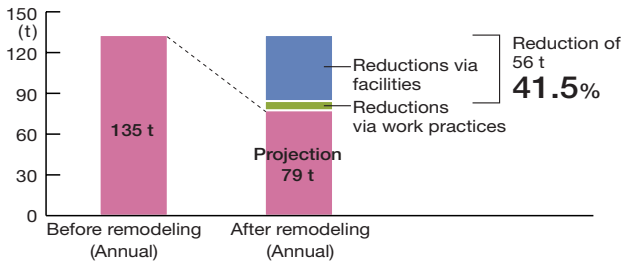 150
(t)
120
90
60
30
0
135 t
Projection
79 t
Reductions via
facilities
Reductions
via work practices
Reduction of
56 t
41.5%
Before remodeling
(Annual)
After remodeling
(Annual)